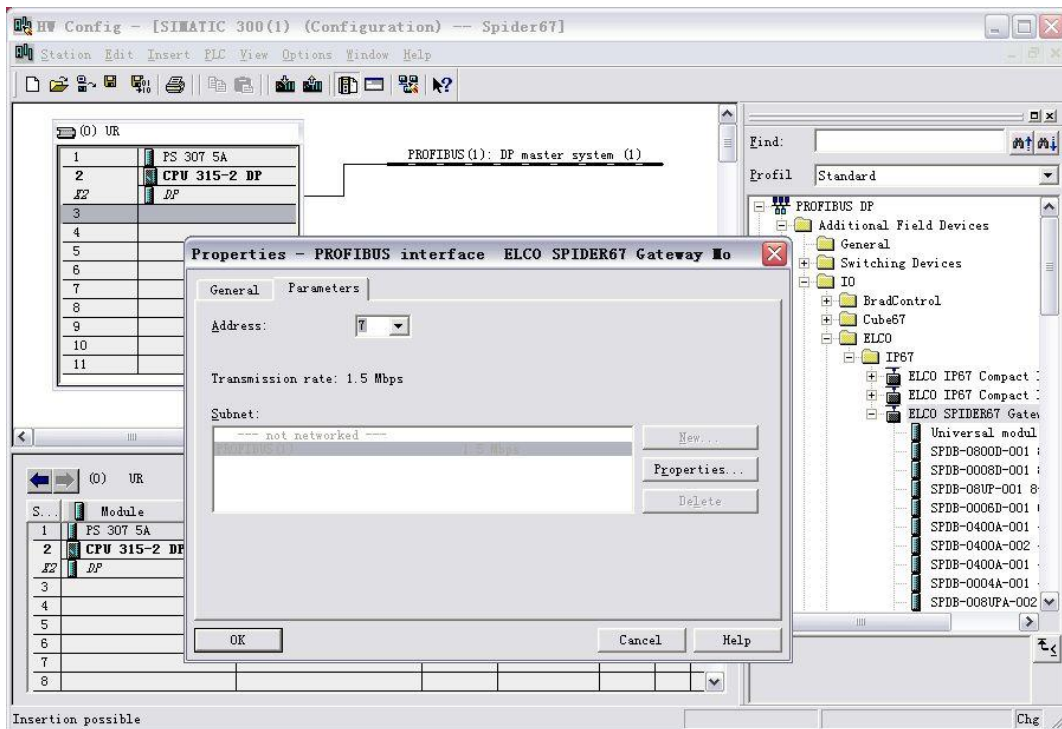 HW Config - [SIMATIC 300(1) (Configuration) -- Spider67]
Station Edit Insert PLC View Options Window Help
(0) UR
1 PS 307 5A
2 CPU 315-2 DP
X2 DP
3
4
5
6
7
8
9
10
11
PROFIBUS(1): DP master system (1)
Find:
Profil Standard
PROFIBUS DP
Additional Field Devices
General
Switching Devices
IO
BradControl
Cube67
ELCO
IP67
ELCO IP67 Compact
ELCO IP67 Compact
ELCO SPIDER67 Gatew
Universal modul
SPDB-0800D-001
SPDB-0008D-001
SPDB-08UP-001 8
SPDB-0006D-001
SPDB-0400A-001
SPDB-0400A-002
SPDB-0400A-001
SPDB-0004A-001
SPDB-008UPA-002
Properties - PROFIBUS interface ELCO SPIDER67 Gateway Mo
General Parameters
Address: 7
Transmission rate: 1.5 Mbps
Subnet:
--- not networked ---
PROFIBUS(1) 1.5 Mbps
New...
Properties...
Delete
OK Cancel Help
(0) UR
S... Module
1 PS 307 5A
2 CPU 315-2 DP
X2 DP
3
4
5
6
7
8
Insertion possible
Chg